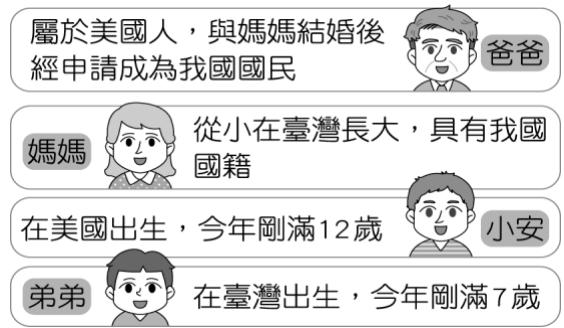 屬於美國人，與媽媽結婚後
經申請成為我國國民
爸爸
媽媽
從小在臺灣長大，具有我國
國籍
在美國出生，今年剛滿12歲
小安
弟弟
在臺灣出生，今年剛滿7歲